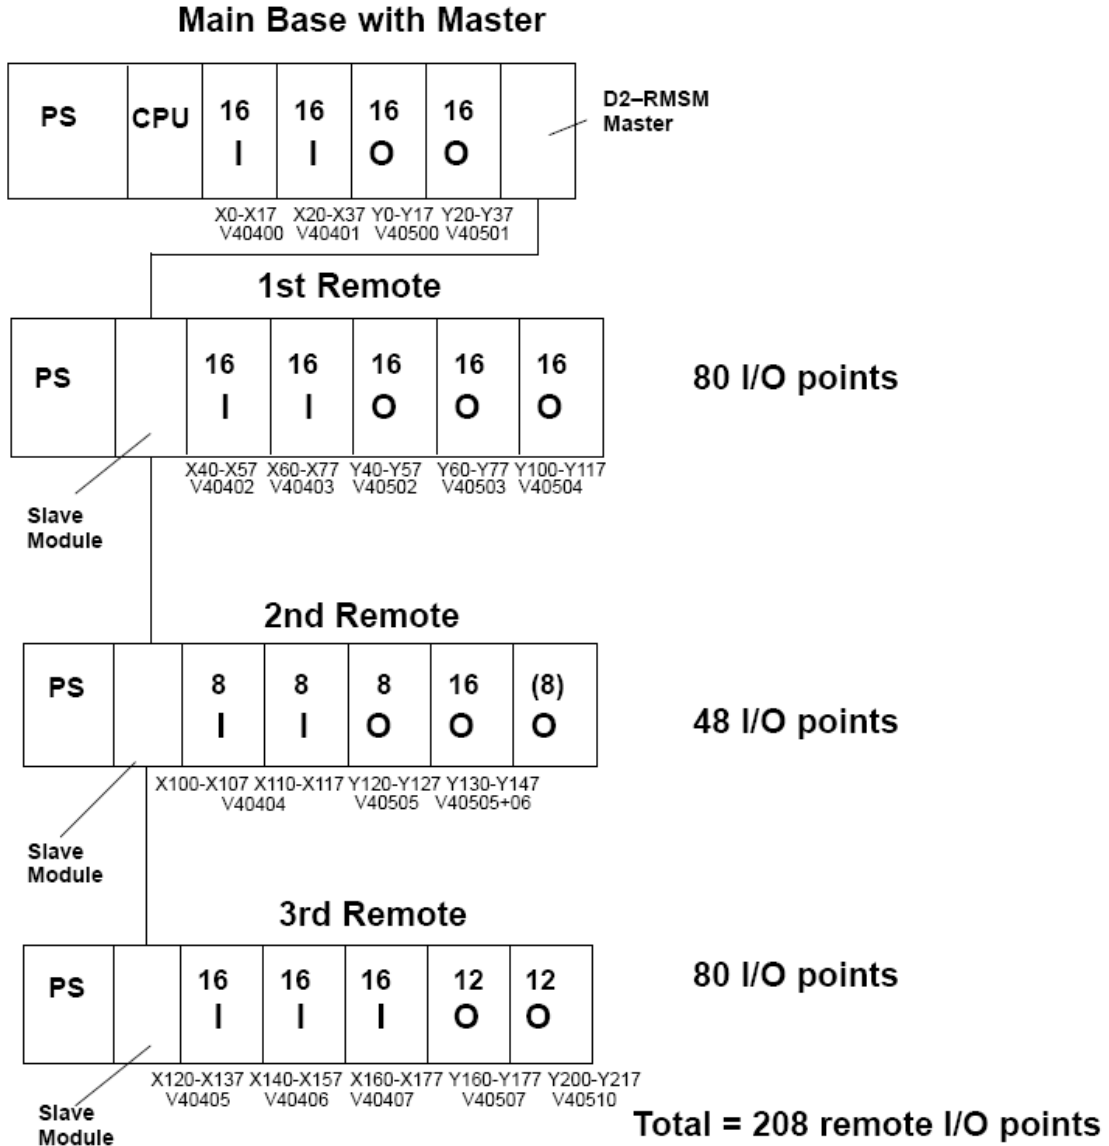 Main Base with Master
PS CPU 16 16 16 16
I I O O
D2–RMSM
Master
X0-X17 X20-X37 Y0-Y17 Y20-Y37
V40400 V40401 V40500 V40501
1st Remote
PS 16 16 16 16 16
I I O O O
80 I/O points
X40-X57 X60-X77 Y40-Y57 Y60-Y77 Y100-Y117
V40402 V40403 V40502 V40503 V40504
Slave
Module
2nd Remote
PS 8 8 8 16 (8)
I I O O O
48 I/O points
X100-X107 X110-X117 Y120-Y127 Y130-Y147
V40404 V40505 V40505+06
Slave
Module
3rd Remote
PS 16 16 16 12 12
I I I O O
80 I/O points
X120-X137 X140-X157 X160-X177 Y160-Y177 Y200-Y217
V40405 V40406 V40407 V40507 V40510
Slave
Module
Total = 208 remote I/O points